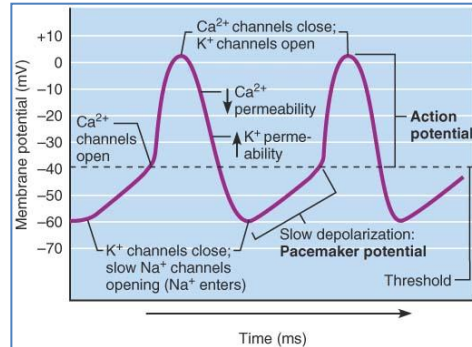 Ca²⁺ channels close;
K⁺ channels open
+10
0
−10
−20
−30
−40
−50
−60
−70
Membrane potential (mV)
Ca²⁺
channels
open
Ca²⁺
permeability
K⁺ perme-
ability
Action
potential
K⁺ channels close;
slow Na⁺ channels
opening (Na⁺ enters)
Slow depolarization:
Pacemaker potential
Threshold
Time (ms)